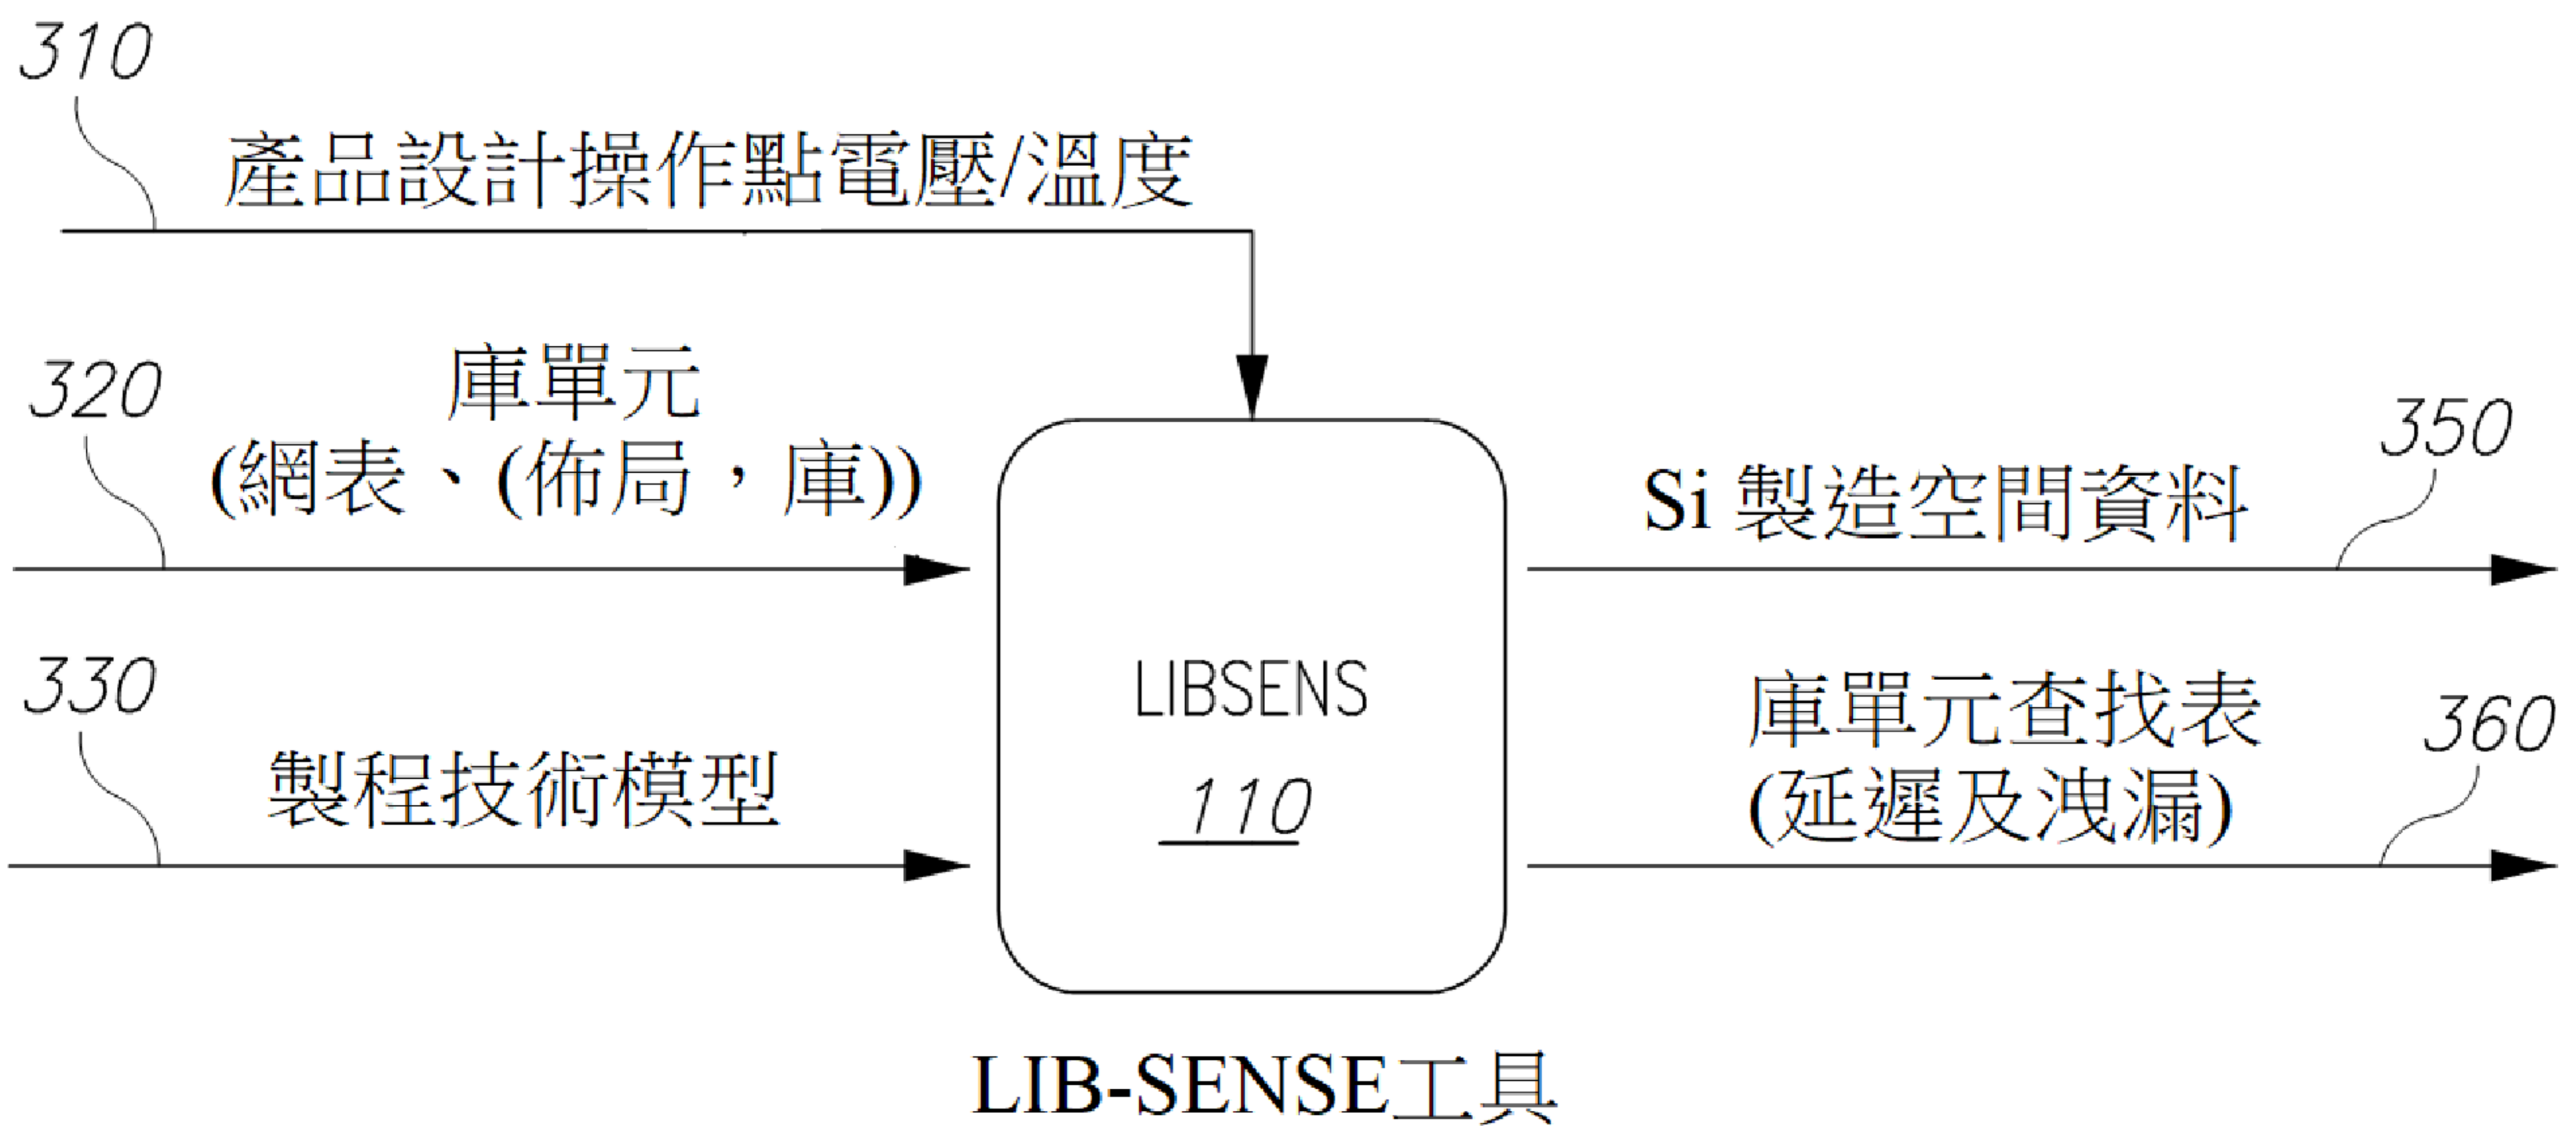 310
產品設計操作點電壓/溫度
320
庫單元
(網表、(佈局，庫))
330
製程技術模型
LIBSENS
110
350
Si 製造空間資料
360
庫單元查找表
(延遲及洩漏)
LIB-SENSE工具